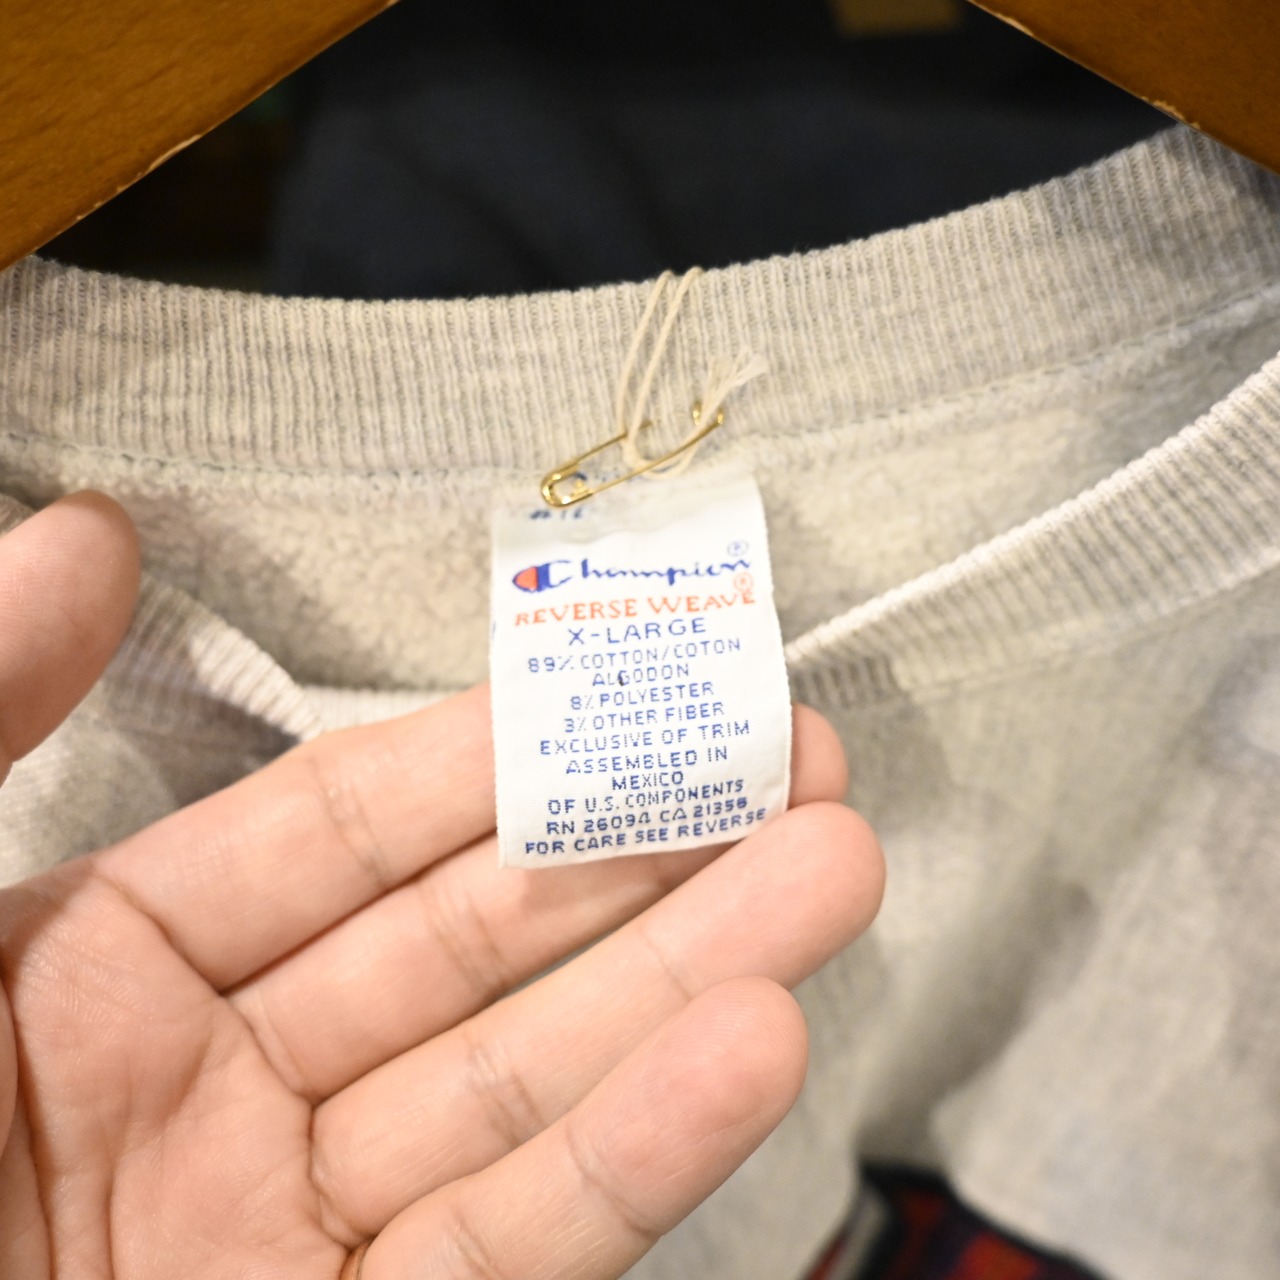 Champion®
REVERSE WEAVE®
X-LARGE
89% COTTON/COTON
ALGODON
8% POLYESTER
3% OTHER FIBER
EXCLUSIVE OF TRIM
ASSEMBLED IN
MEXICO
OF U.S. COMPONENTS
RN 26094 CA 21358
FOR CARE SEE REVERSE